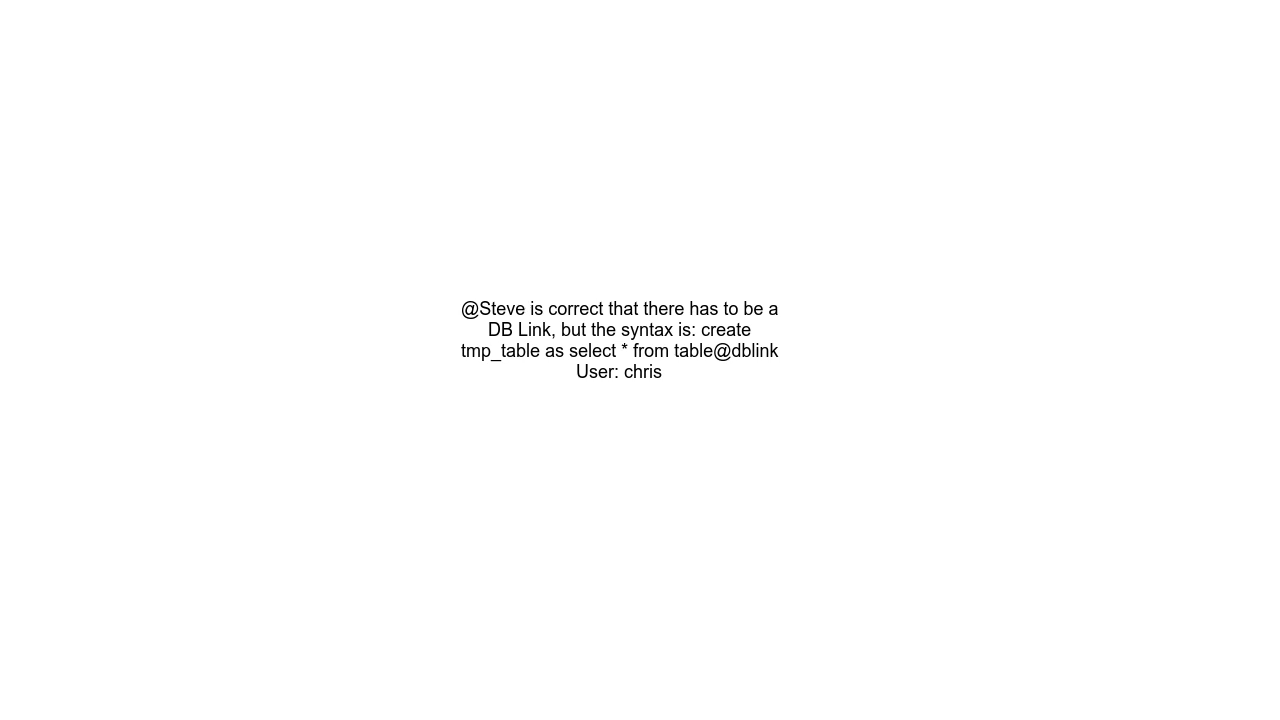 @Steve is correct that there has to be a
DB Link, but the syntax is: create
tmp_table as select * from table@dblink
User: chris